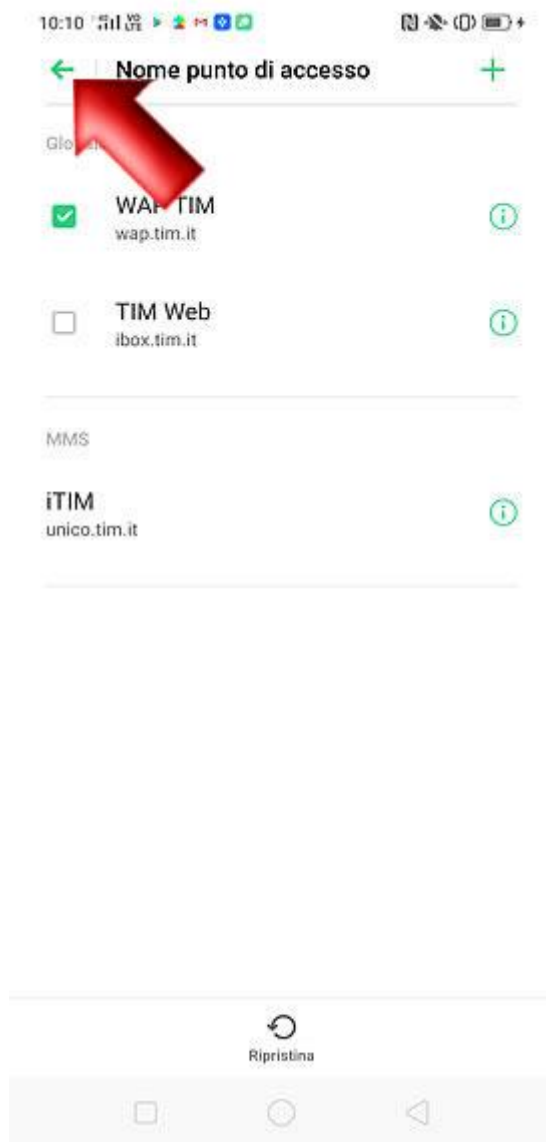 10:10
Nome punto di accesso
WAP TIM
wap.tim.it
TIM Web
ibox.tim.it
MMS
iTIM
unico.tim.it
Ripristina